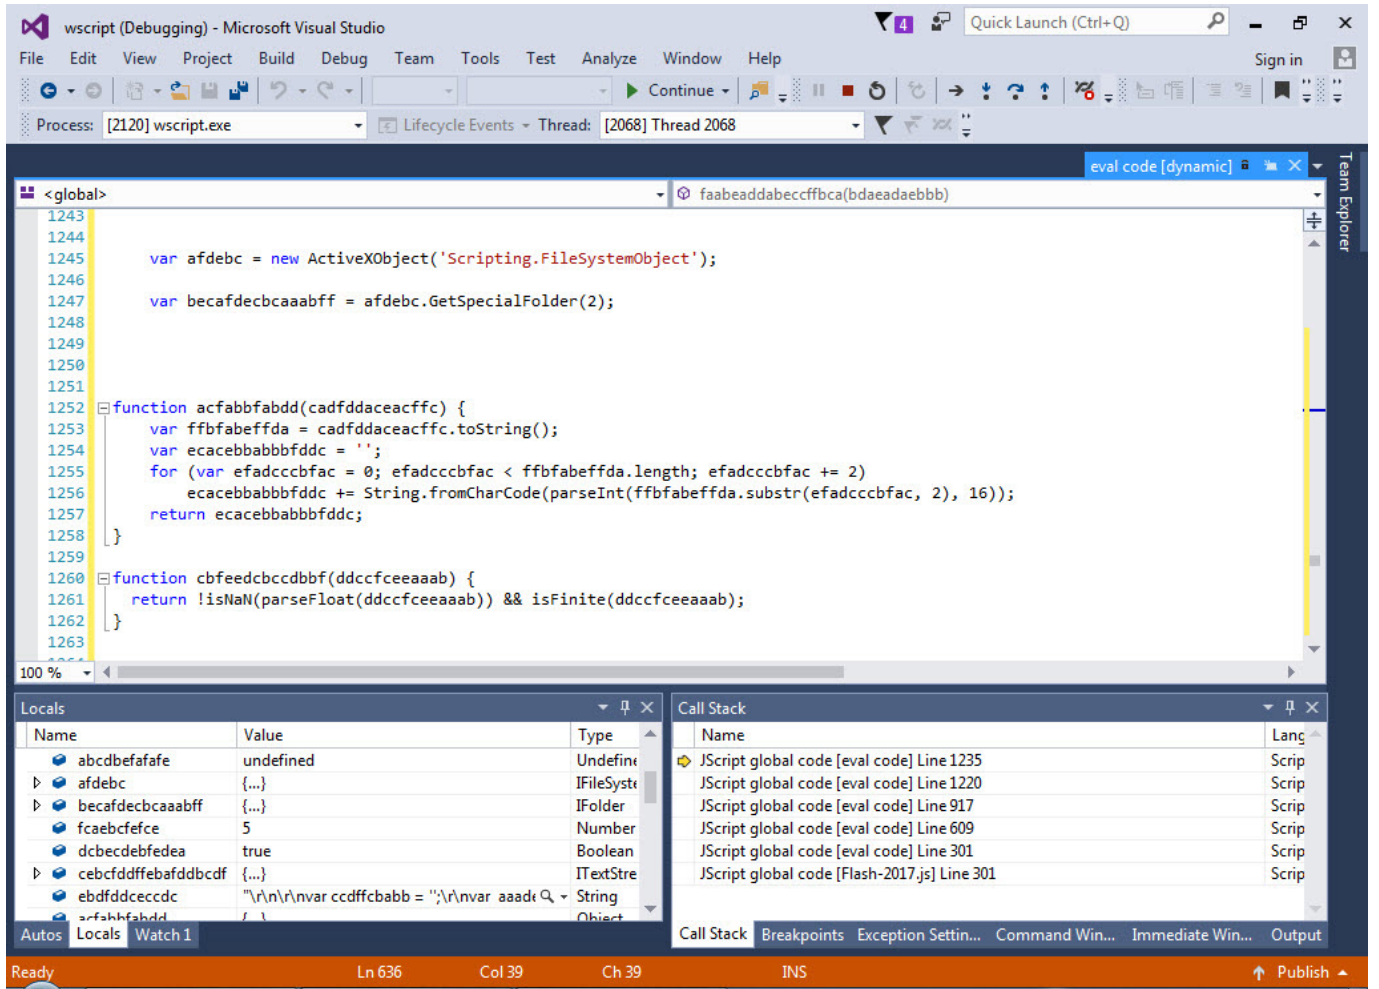 wscript (Debugging) - Microsoft Visual Studio
4
Quick Launch (Ctrl+Q)
File Edit View Project Build Debug Team Tools Test Analyze Window Help
Sign in
Continue
Process: [2120] wscript.exe Lifecycle Events Thread: [2068] Thread 2068
eval code [dynamic]
Team Explorer
<global> faabeaddabeccffbca(bdaeadaebbb)
1243
1244
1245 var afdebc = new ActiveXObject('Scripting.FileSystemObject');
1246
1247 var becafdecbcaaabff = afdebc.GetSpecialFolder(2);
1248
1249
1250
1251
1252 function acfabbfabdd(cadfddaceacffc) {
1253 var ffbfabeffda = cadfddaceacffc.toString();
1254 var ecacebbabbbfddc = '';
1255 for (var efadcccbfac = 0; efadcccbfac < ffbfabeffda.length; efadcccbfac += 2)
1256 ecacebbabbbfddc += String.fromCharCode(parseInt(ffbfabeffda.substr(efadcccbfac, 2), 16));
1257 return ecacebbabbbfddc;
1258 }
1259
1260 function cbfeedcbccdbbf(ddccfceeaaab) {
1261 return !isNaN(parseFloat(ddccfceeaaab)) && isFinite(ddccfceeaaab);
1262 }
1263
100 %
Locals
Name Value Type
abcdbefafafe undefined Undefine
afdebc {...} IFileSyste
becafdecbcaaabff {...} IFolder
fcaebcfefce 5 Number
dcbecdebfedea true Boolean
cebcfddffebafddbcdf {...} ITextStre
ebdfddceccdc "\r\n\r\nvar ccdffcbabb = '';\r\nvar aaade String
acfabbfabdd Object
Autos Locals Watch 1
Call Stack
Name Lang
JScript global code [eval code] Line 1235 Scrip
JScript global code [eval code] Line 1220 Scrip
JScript global code [eval code] Line 917 Scrip
JScript global code [eval code] Line 609 Scrip
JScript global code [eval code] Line 301 Scrip
JScript global code [Flash-2017.js] Line 301 Scrip
Call Stack Breakpoints Exception Settin... Command Win... Immediate Win... Output
Ready Ln 636 Col 39 Ch 39 INS Publish